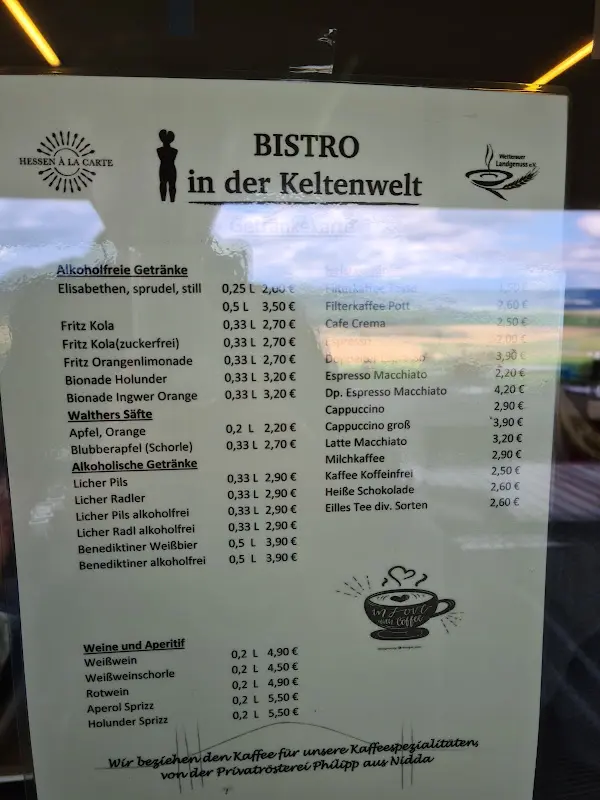 HESSEN À LA CARTE
BISTRO
in der Keltenwelt
Wetterauer
Landgenuss e.V.
Getränkekarte
Alkoholfreie Getränke
Elisabethen, sprudel, still 0,25 L 2,00 €
0,5 L 3,50 €
Fritz Kola 0,33 L 2,70 €
Fritz Kola(zuckerfrei) 0,33 L 2,70 €
Fritz Orangenlimonade 0,33 L 2,70 €
Bionade Holunder 0,33 L 3,20 €
Bionade Ingwer Orange 0,33 L 3,20 €
Walthers Säfte
Apfel, Orange 0,2 L 2,20 €
Blubberapfel (Schorle) 0,33 L 2,70 €
Alkoholische Getränke
Licher Pils 0,33 L 2,90 €
Licher Radler 0,33 L 2,90 €
Licher Pils alkoholfrei 0,33 L 2,90 €
Licher Radl alkoholfrei 0,33 L 2,90 €
Benediktiner Weißbier 0,5 L 3,90 €
Benediktiner alkoholfrei 0,5 L 3,90 €
Weine und Aperitif
Weißwein 0,2 L 4,90 €
Weißweinschorle 0,2 L 4,50 €
Rotwein 0,2 L 4,90 €
Aperol Sprizz 0,2 L 5,50 €
Holunder Sprizz 0,2 L 5,50 €
Filterkaffee Pott 2,60 €
Cafe Crema 2,50 €
Espresso 2,00 €
Espresso 3,90 €
Espresso Macchiato 2,20 €
Dp. Espresso Macchiato 4,20 €
Cappuccino 2,90 €
Cappuccino groß 3,90 €
Latte Macchiato 3,20 €
Milchkaffee 2,90 €
Kaffee Koffeinfrei 2,50 €
Heiße Schokolade 2,60 €
Eilles Tee div. Sorten 2,60 €
in Love
with Coffee
Wir beziehen den Kaffee für unsere Kaffeespezialitäten,
von der Privatrösterei Philipp aus Nidda